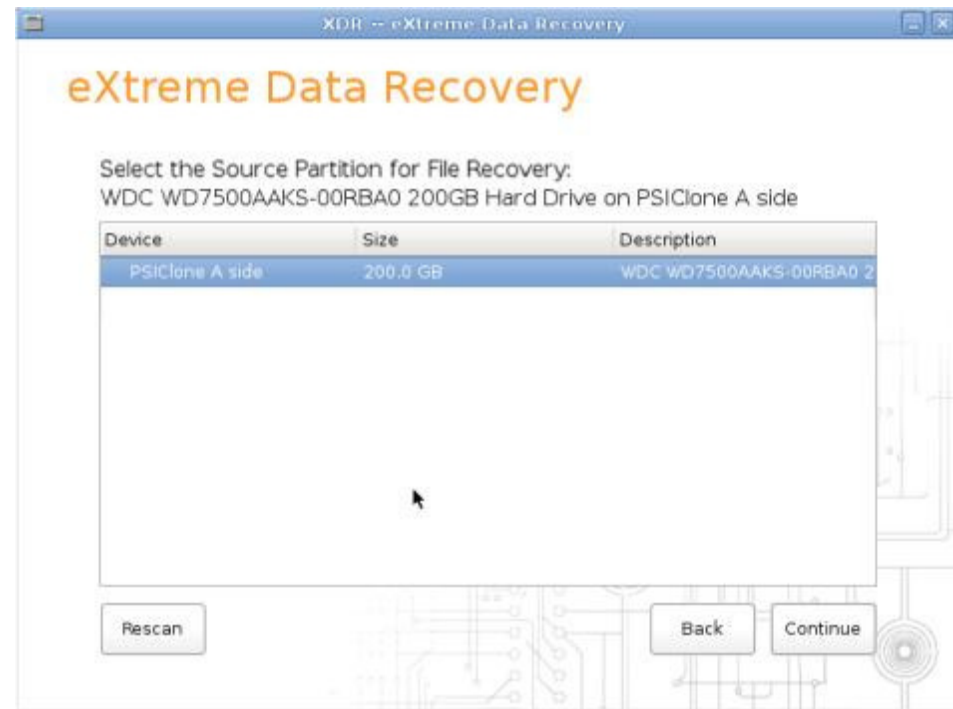 XDR -- eXtreme Data Recovery
eXtreme Data Recovery
Select the Source Partition for File Recovery:
WDC WD7500AAKS-00RBA0 200GB Hard Drive on PSIClone A side
Device Size Description
PSIClone A side 200.0 GB WDC WD7500AAKS-00RBA0 2
Rescan Back Continue